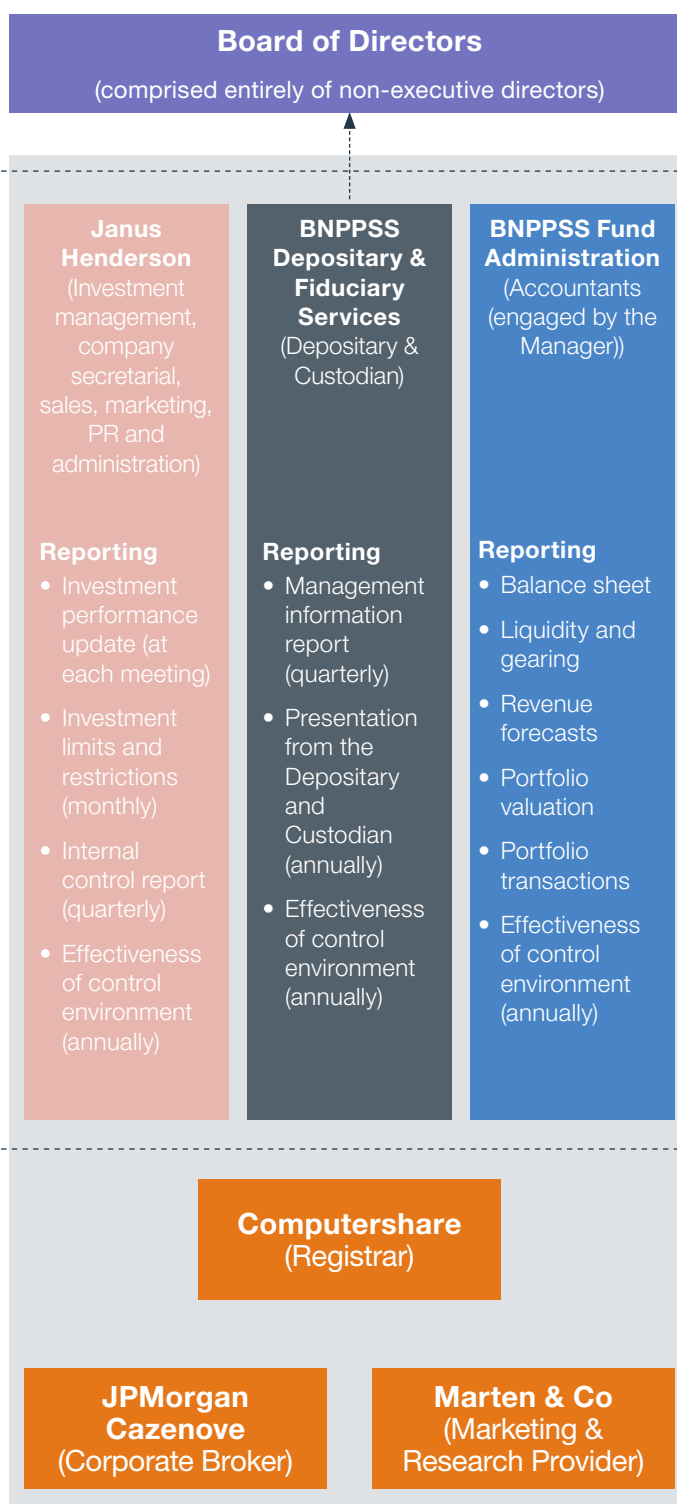 Board of Directors
(comprised entirely of non-executive directors)
Janus
Henderson
(Investment
management,
company
secretarial,
sales, marketing,
PR and
administration)
Reporting
• Investment
performance
update (at
each meeting)
• Investment
limits and
restrictions
(monthly)
• Internal
control report
(quarterly)
• Effectiveness
of control
environment
(annually)
BNPPSS
Depositary &
Fiduciary
Services
(Depositary &
Custodian)
Reporting
• Management
information
report
(quarterly)
• Presentation
from the
Depositary
and
Custodian
(annually)
• Effectiveness
of control
environment
(annually)
BNPPSS Fund
Administration
(Accountants
(engaged by the
Manager))
Reporting
• Balance sheet
• Liquidity and
gearing
• Revenue
forecasts
• Portfolio
valuation
• Portfolio
transactions
• Effectiveness
of control
environment
(annually)
Computershare
(Registrar)
JPMorgan
Cazenove
(Corporate Broker)
Marten & Co
(Marketing &
Research Provider)